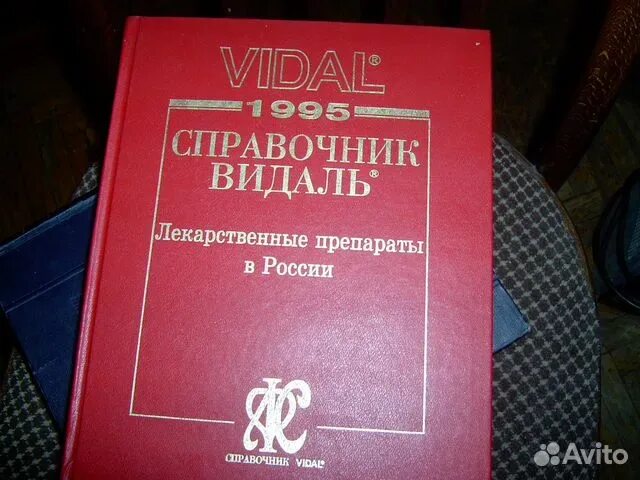 VIDAL®
1995
СПРАВОЧНИК
ВИДАЛЬ®
Лекарственные препараты
в России
СПРАВОЧНИК VIDAL®
Avito